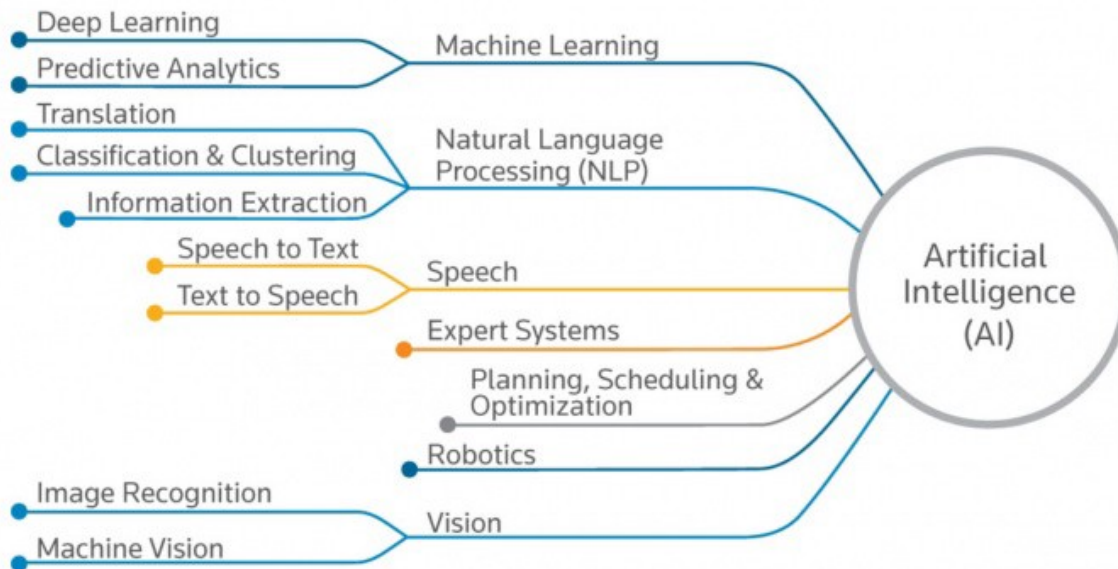 Deep Learning
Machine Learning
Predictive Analytics
Translation
Natural Language
Processing (NLP)
Classification & Clustering
Information Extraction
Speech to Text
Speech
Text to Speech
Expert Systems
Planning, Scheduling &
Optimization
Robotics
Image Recognition
Vision
Machine Vision
Artificial
Intelligence
(AI)